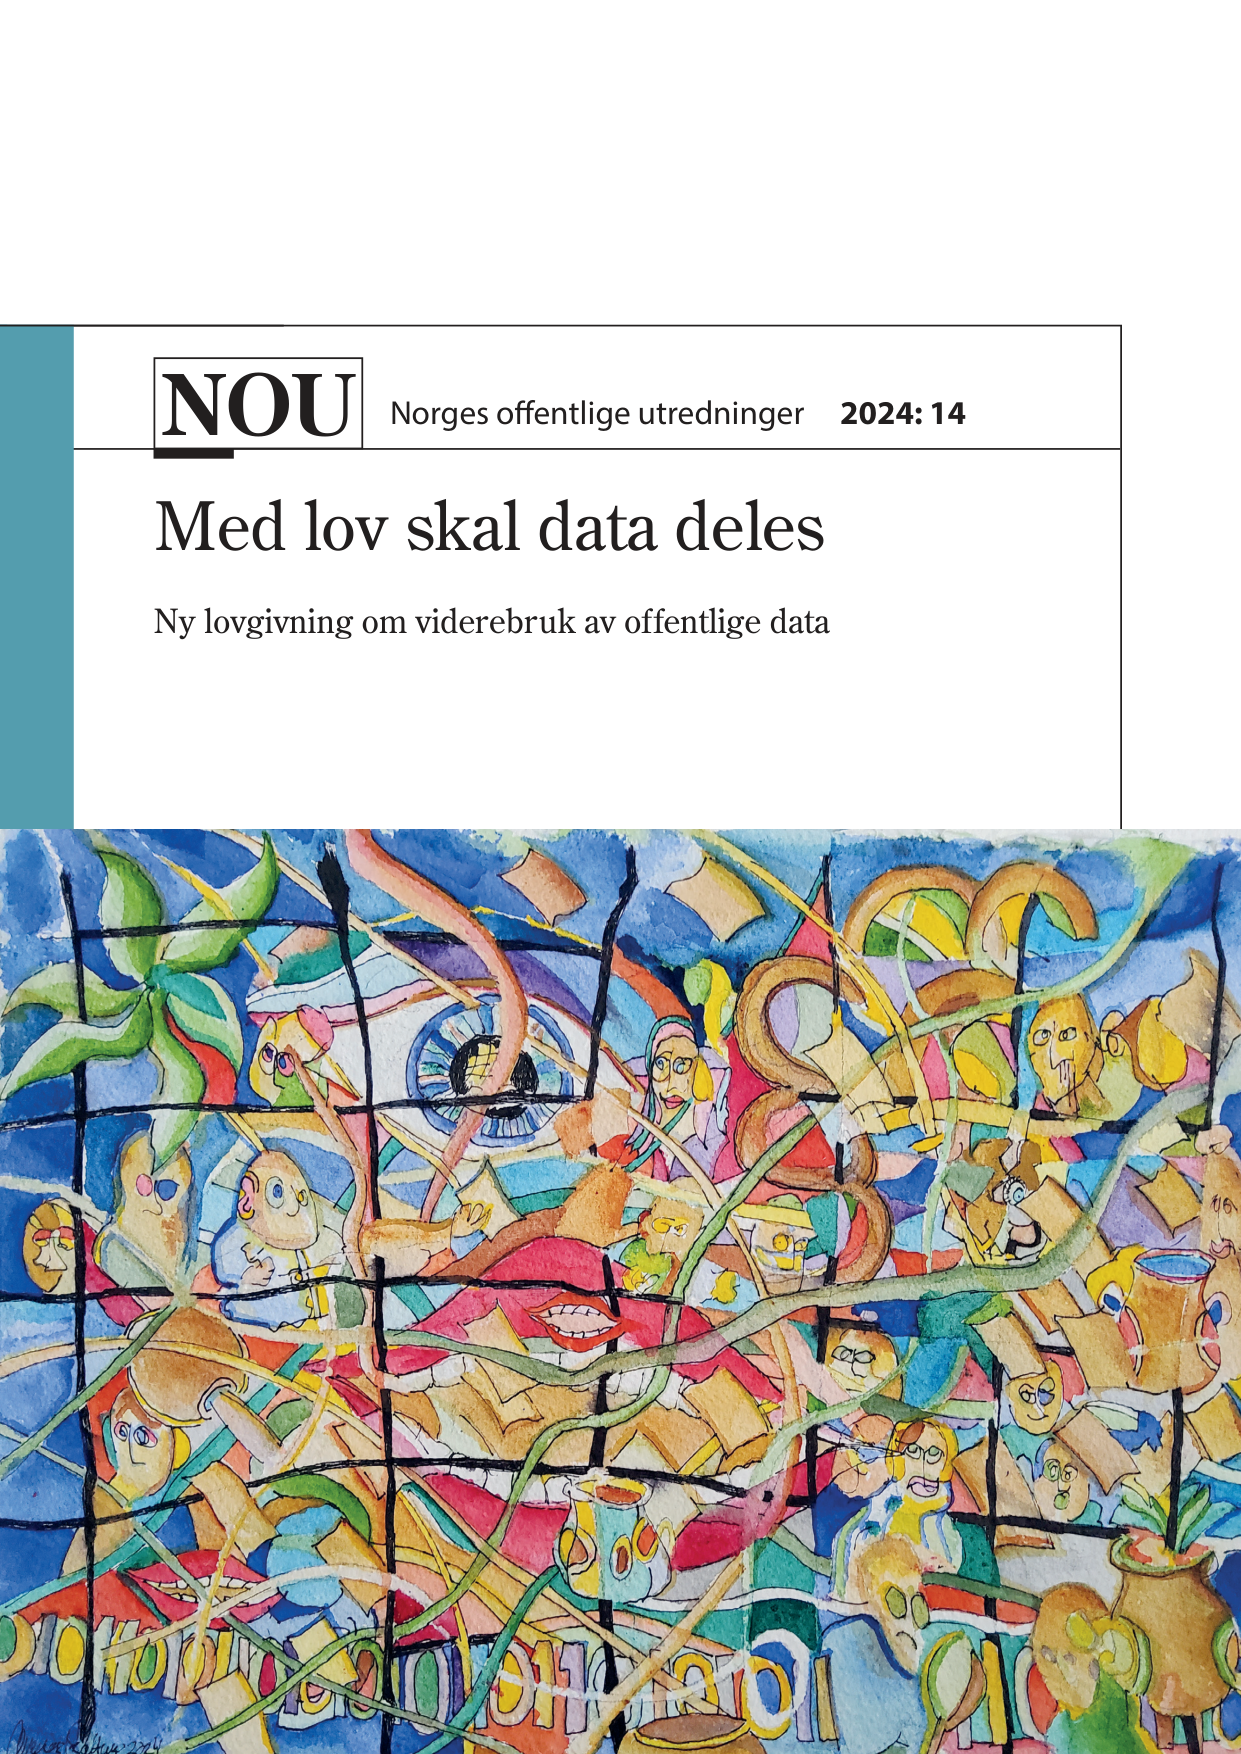 NOU
Norges offentlige utredninger 2024: 14
Med lov skal data deles
Ny lovgivning om viderebruk av offentlige data